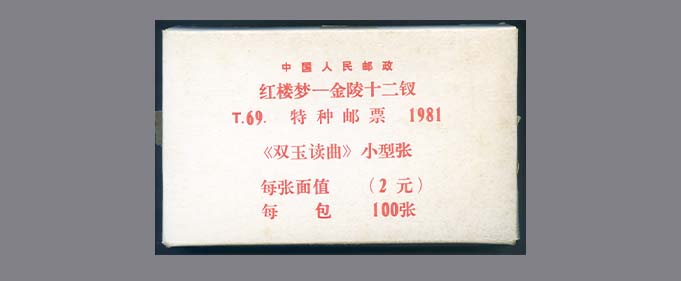 中国人民邮政
红楼梦—金陵十二钗
T.69. 特种邮票 1981
《双玉读曲》小型张
每张面值 (2元)
每 包 100张